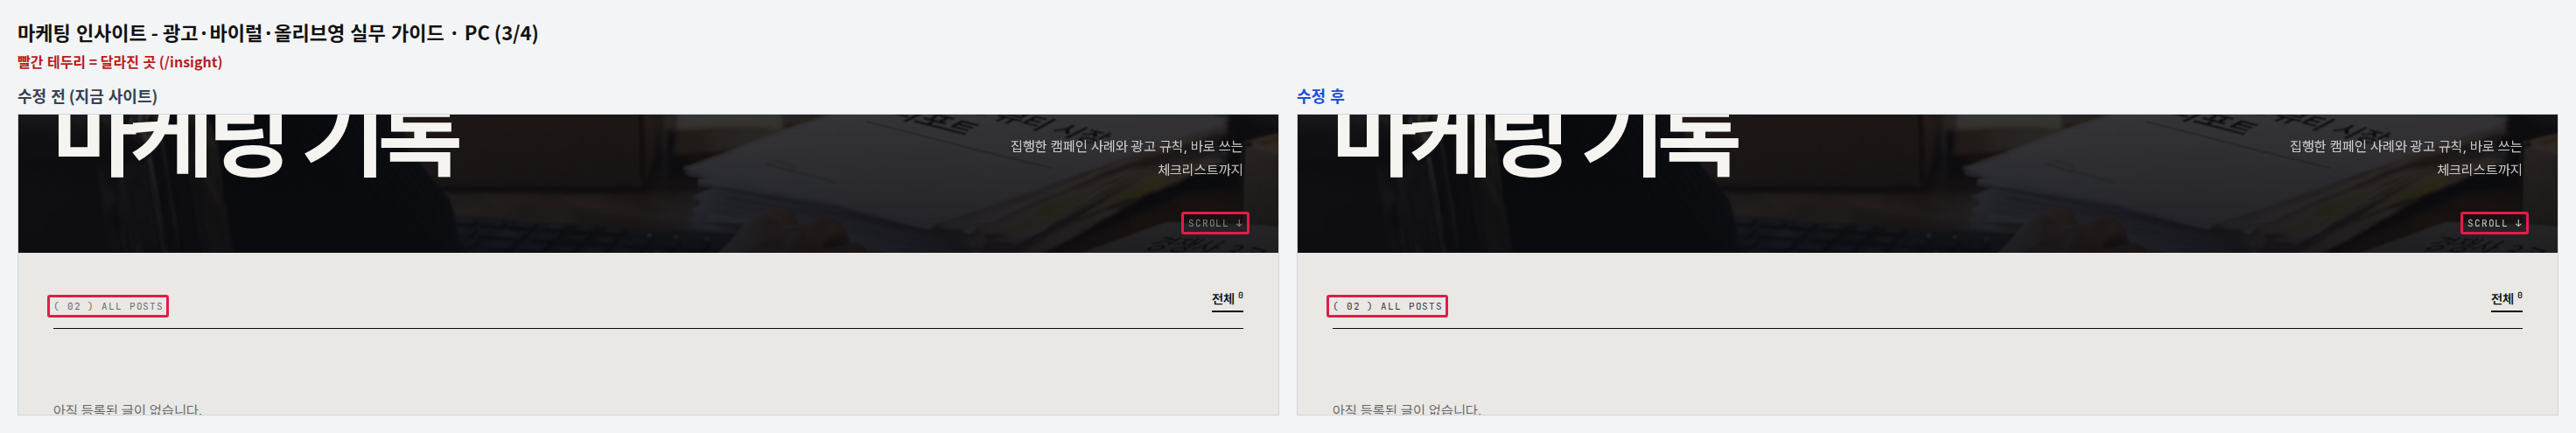 마케팅 인사이트 - 광고·바이럴·올리브영 실무 가이드 · PC (3/4)
빨간 테두리 = 달라진 곳 (/insight)
수정 전 (지금 사이트)
마케팅 기록
집행한 캠페인 사례와 광고 규칙, 바로 쓰는
체크리스트까지
SCROLL ↓
( 02 ) ALL POSTS
전체 0
아직 등록된 글이 없습니다.
수정 후
마케팅 기록
집행한 캠페인 사례와 광고 규칙, 바로 쓰는
체크리스트까지
SCROLL ↓
( 02 ) ALL POSTS
전체 0
아직 등록된 글이 없습니다.